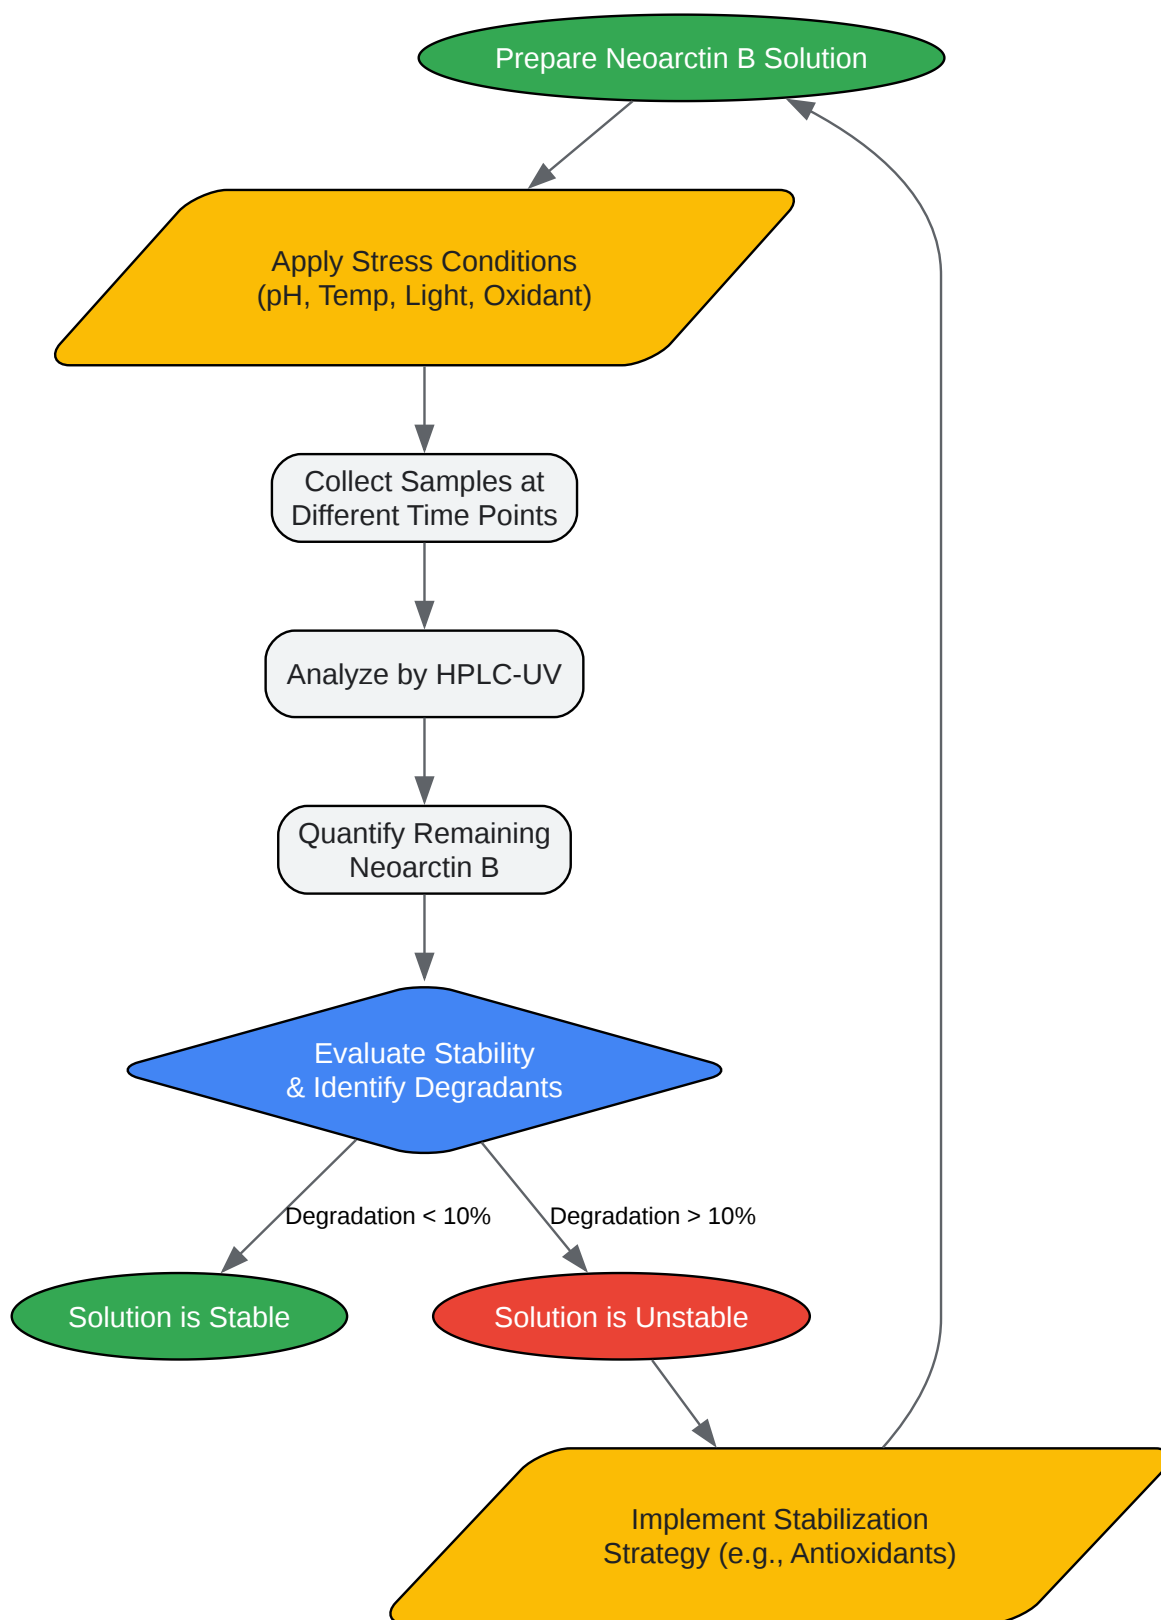 Prepare Neoarctin B Solution
Apply Stress Conditions
(pH, Temp, Light, Oxidant)
Collect Samples at
Different Time Points
Analyze by HPLC-UV
Quantify Remaining
Neoarctin B
Evaluate Stability
& Identify Degradants
Degradation < 10%
Degradation > 10%
Solution is Stable
Solution is Unstable
Implement Stabilization
Strategy (e.g., Antioxidants)